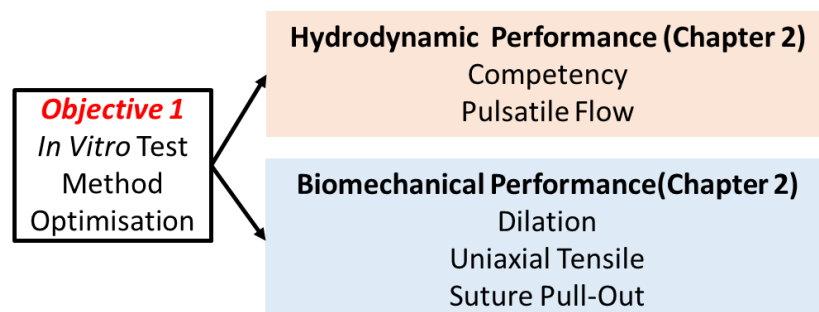 Objective 1
In Vitro Test
Method
Optimisation
Hydrodynamic Performance (Chapter 2)
Competency
Pulsatile Flow
Biomechanical Performance(Chapter 2)
Dilation
Uniaxial Tensile
Suture Pull-Out